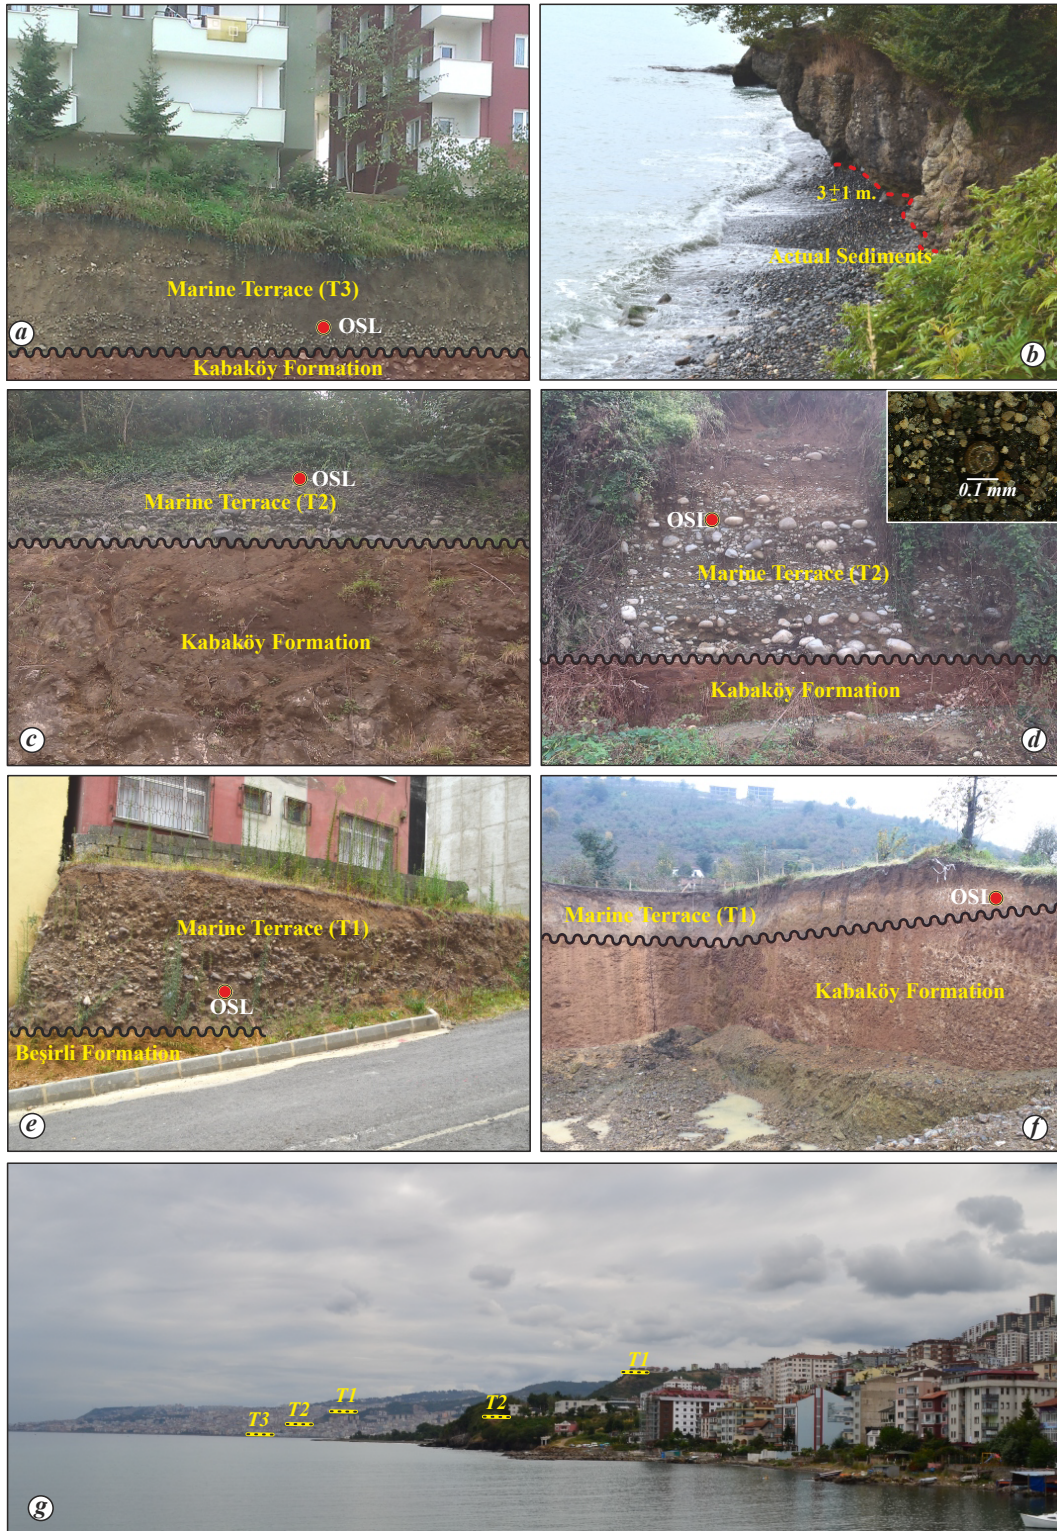 Marine Terrace (T3)
OSL
a
Kabaköy Formation
3±1 m.
Actual Sediments
b
OSL
Marine Terrace (T2)
Kabaköy Formation
c
0.1 mm
OSL
Marine Terrace (T2)
Kabaköy Formation
d
Marine Terrace (T1)
OSL
Beşirli Formation
e
OSL
Marine Terrace (T1)
Kabaköy Formation
f
T1
T1
T2
T2
T3
g